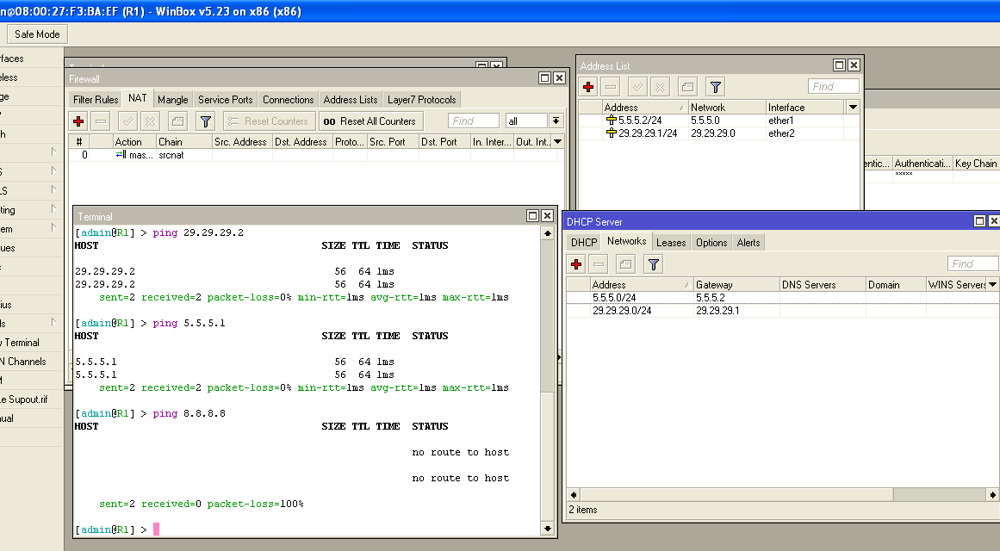 n@08:00:27:F3:BA:EF (R1) - WinBox v5.23 on x86 (x86)
Safe Mode
faces
eless
ge
h
S
LS
ting
em
ues
ius
ls
Terminal
N Channels
M
e Supout.rif
ual
Firewall
Filter Rules NAT Mangle Service Ports Connections Address Lists Layer7 Protocols
Reset Counters 00 Reset All Counters Find all
# Action Chain Src. Address Dst. Address Proto... Src. Port Dst. Port In. Inter... Out. Int...
0 mas... srcnat
Address List
Find
Address Network Interface
5.5.5.2/24 5.5.5.0 ether1
29.29.29.1/24 29.29.29.0 ether2
entic... Authenticati... Key Chain
*****
Terminal
[admin@R1] > ping 29.29.29.2
HOST SIZE TTL TIME STATUS
29.29.29.2 56 64 1ms
29.29.29.2 56 64 1ms
sent=2 received=2 packet-loss=0% min-rtt=1ms avg-rtt=1ms max-rtt=1ms
[admin@R1] > ping 5.5.5.1
HOST SIZE TTL TIME STATUS
5.5.5.1 56 64 1ms
5.5.5.1 56 64 1ms
sent=2 received=2 packet-loss=0% min-rtt=1ms avg-rtt=1ms max-rtt=1ms
[admin@R1] > ping 8.8.8.8
HOST SIZE TTL TIME STATUS
no route to host
no route to host
sent=2 received=0 packet-loss=100%
[admin@R1] >
DHCP Server
DHCP Networks Leases Options Alerts
Find
Address Gateway DNS Servers Domain WINS Servers
5.5.5.0/24 5.5.5.2
29.29.29.0/24 29.29.29.1
2 items